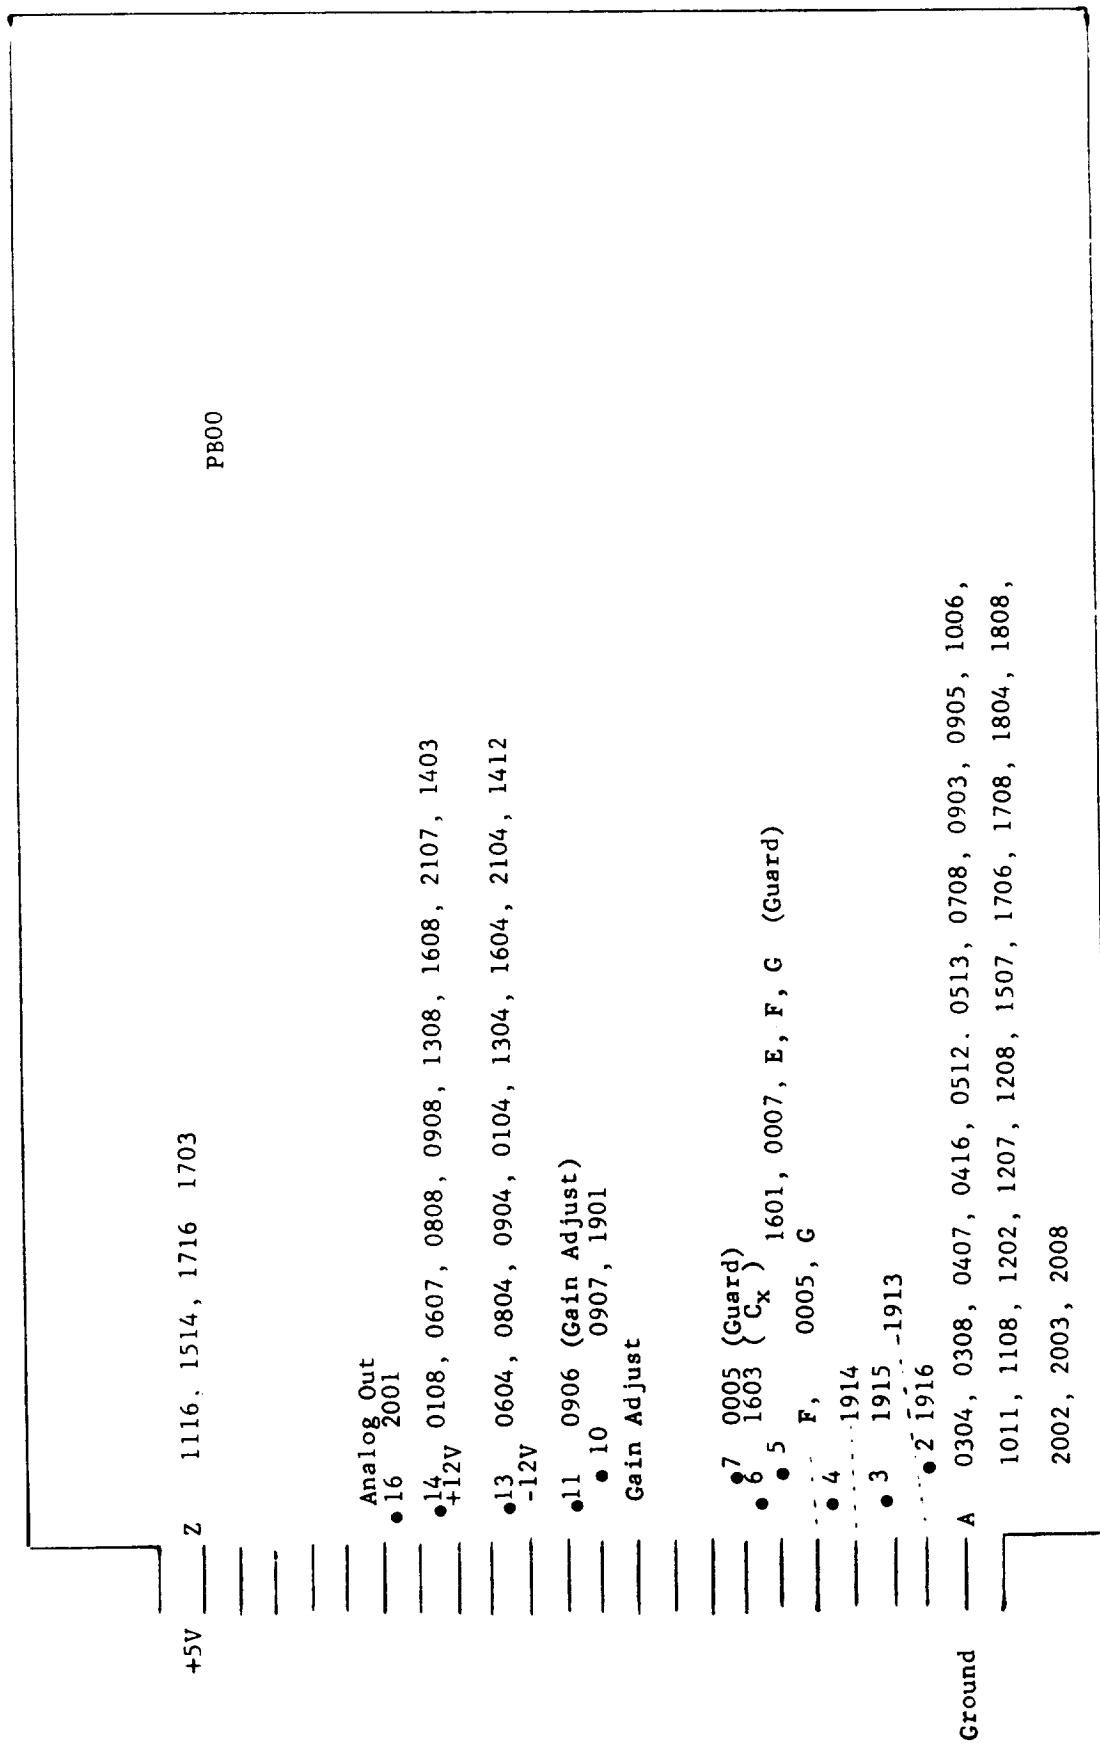 PB00
+5V Z 1116, 1514, 1716 1703
Analog Out
16 2001
14 0108, 0607, 0808, 0908, 1308, 1608, 2107, 1403
+12V
13 0604, 0804, 0904, 0104, 1304, 1604, 2104, 1412
-12V
11 0906 (Gain Adjust)
10 0907, 1901
Gain Adjust
7 0005 (Guard)
6 1603 (Cx)
5 1601, 0007, E, F, G (Guard)
F, 0005, G
4 1914
3 1915 -1913
2 1916
Ground A 0304, 0308, 0407, 0416, 0512. 0513, 0708, 0903, 0905, 1006,
1011, 1108, 1202, 1207, 1208, 1507, 1706, 1708, 1804, 1808,
2002, 2003, 2008